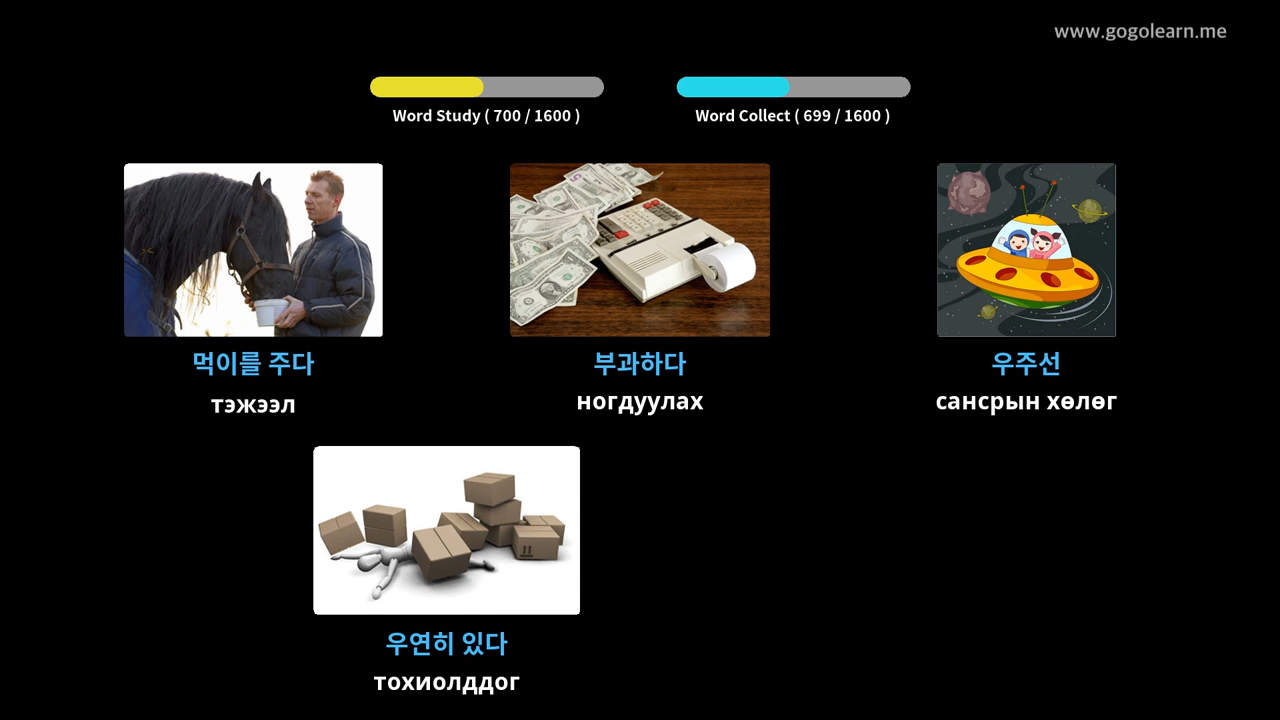 www.gogolearn.me
Word Study ( 700 / 1600 )
Word Collect ( 699 / 1600 )
먹이를 주다
тэжээл
부과하다
ногдуулах
우주선
сансрын хөлөг
우연히 있다
тохиолддог